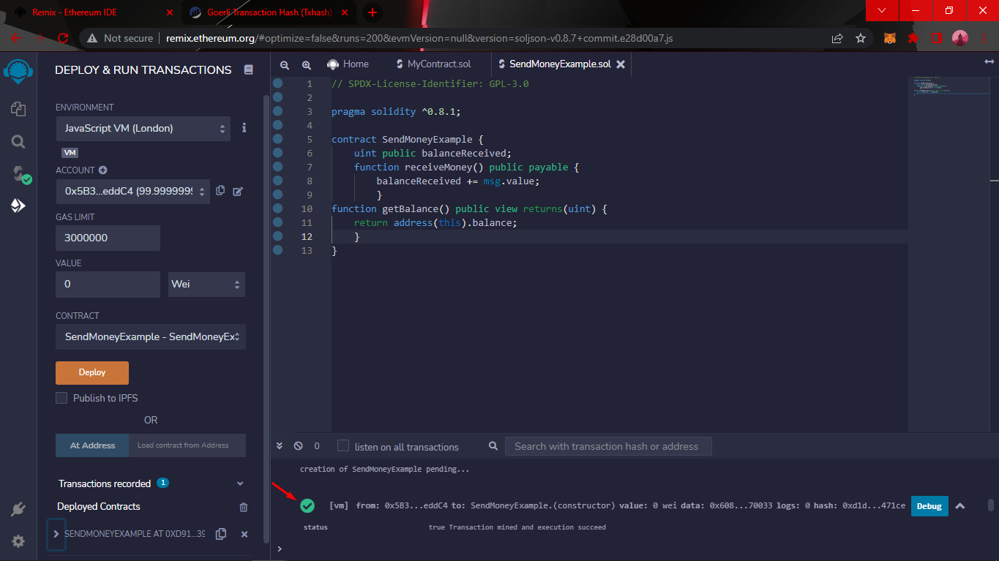 Remix - Ethereum IDE
Goerli Transaction Hash (Txhash)
Not secure | remix.ethereum.org/#optimize=false&runs=200&evmVersion=null&version=soljson-v0.8.7+commit.e28d00a7.js
DEPLOY & RUN TRANSACTIONS
ENVIRONMENT
JavaScript VM (London)
VM
ACCOUNT
0x5B3...eddC4 (99.9999999
GAS LIMIT
3000000
VALUE
0
Wei
CONTRACT
SendMoneyExample - SendMoneyEx
Deploy
Publish to IPFS
OR
At Address
Load contract from Address
Transactions recorded 1
Deployed Contracts
SENDMONEYEXAMPLE AT 0XD91...39
Home
MyContract.sol
SendMoneyExample.sol
1 // SPDX-License-Identifier: GPL-3.0
2
3 pragma solidity ^0.8.1;
4
5 contract SendMoneyExample {
6 uint public balanceReceived;
7 function receiveMoney() public payable {
8 balanceReceived += msg.value;
9 }
10 function getBalance() public view returns(uint) {
11 return address(this).balance;
12 }
13 }
0
listen on all transactions
Search with transaction hash or address
creation of SendMoneyExample pending...
[vm] from: 0x5B3...eddC4 to: SendMoneyExample.(constructor) value: 0 wei data: 0x608...70033 logs: 0 hash: 0xd1d...471ce
Debug
status true Transaction mined and execution succeed
>